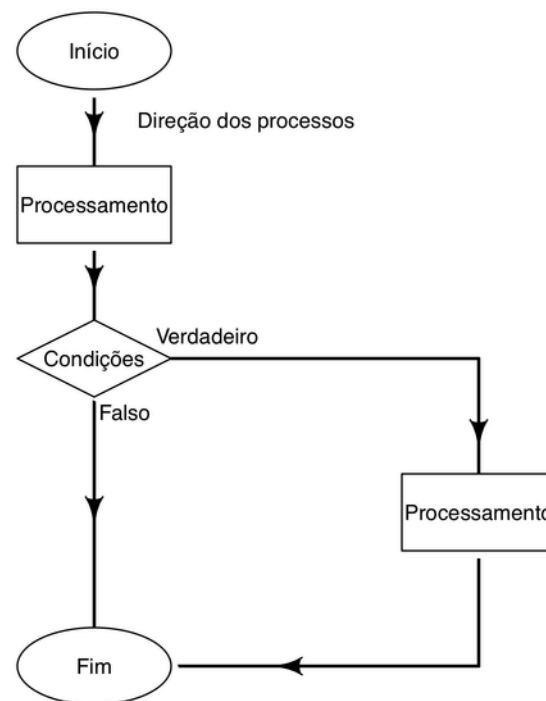 Início
Direção dos processos
Processamento
Verdadeiro
Condições
Falso
Processamento
Fim